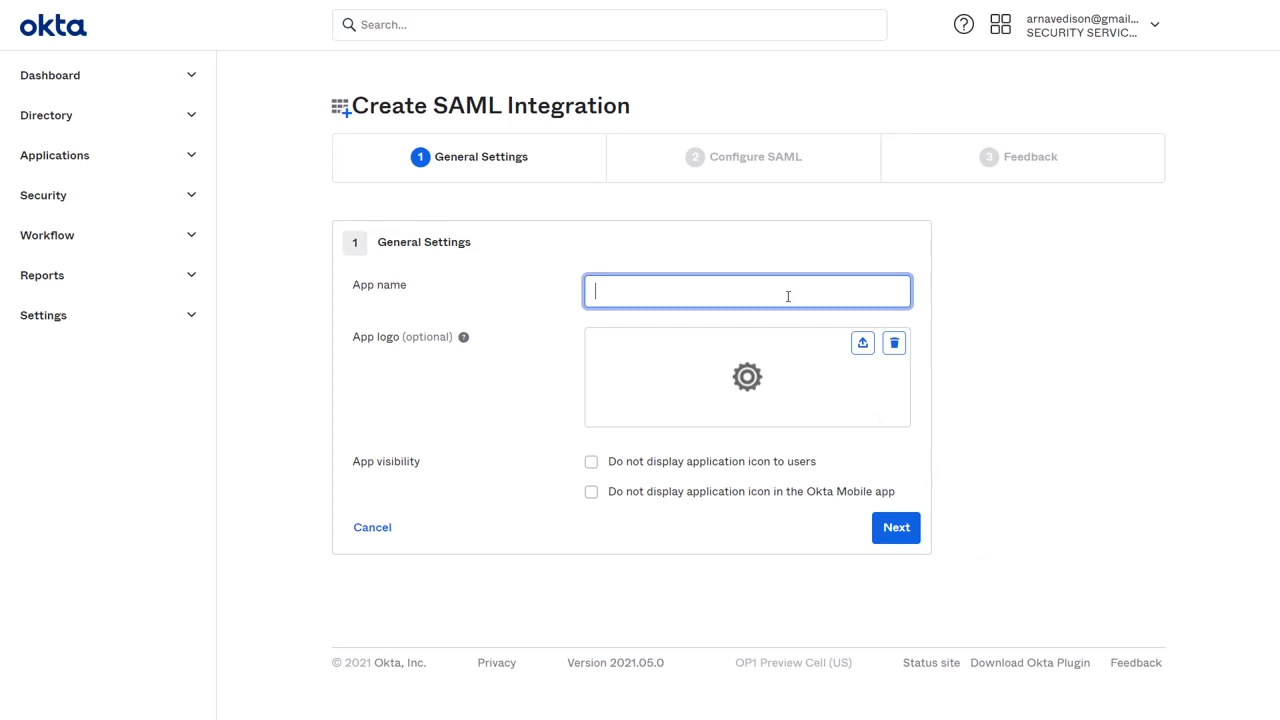 okta
Search...
?
arnavedison@gmail...
SECURITY SERVIC...
Dashboard
Directory
Applications
Security
Workflow
Reports
Settings
Create SAML Integration
1 General Settings
2 Configure SAML
3 Feedback
1 General Settings
App name
App logo (optional) ?
App visibility
Do not display application icon to users
Do not display application icon in the Okta Mobile app
Cancel
Next
© 2021 Okta, Inc. Privacy Version 2021.05.0 OP1 Preview Cell (US) Status site Download Okta Plugin Feedback